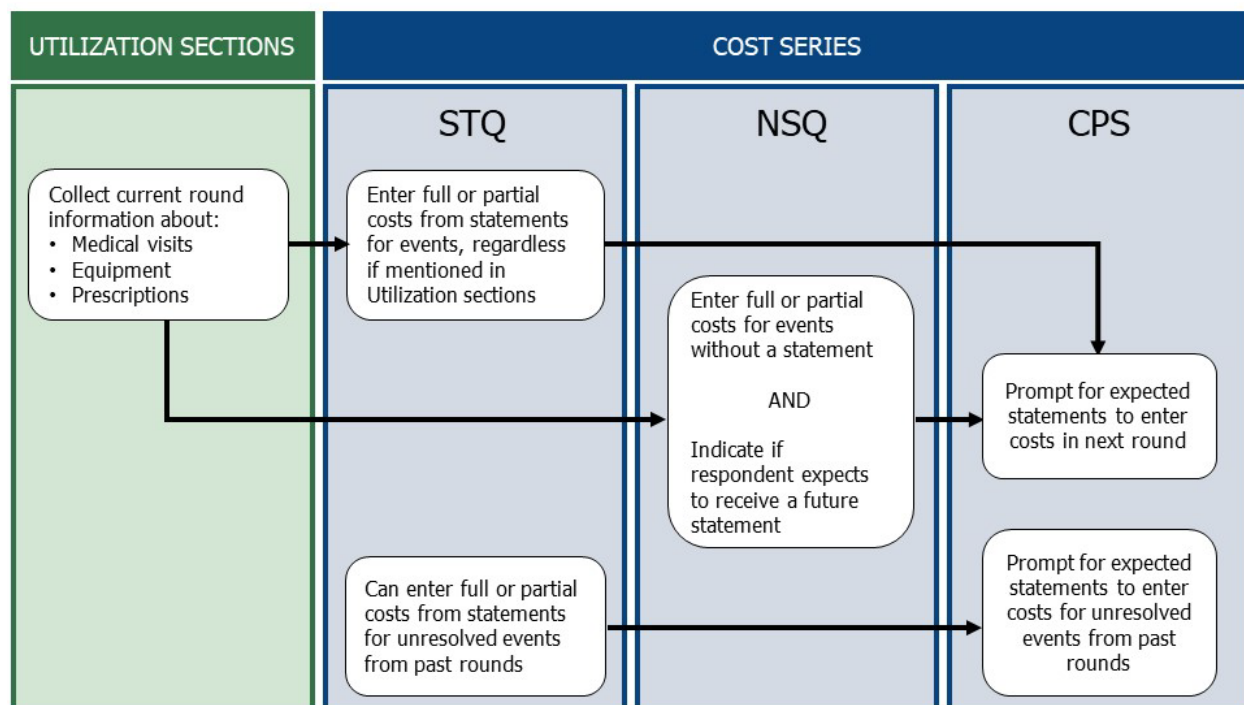 UTILIZATION SECTIONS
COST SERIES
STQ
NSQ
CPS
Collect current round
information about:
• Medical visits
• Equipment
• Prescriptions
Enter full or partial
costs from statements
for events, regardless
if mentioned in
Utilization sections
Enter full or partial
costs for events
without a statement
AND
Indicate if
respondent expects
to receive a future
statement
Prompt for expected
statements to enter
costs in next round
Can enter full or partial
costs from statements
for unresolved events
from past rounds
Prompt for expected
statements to enter
costs for unresolved
events from past
rounds